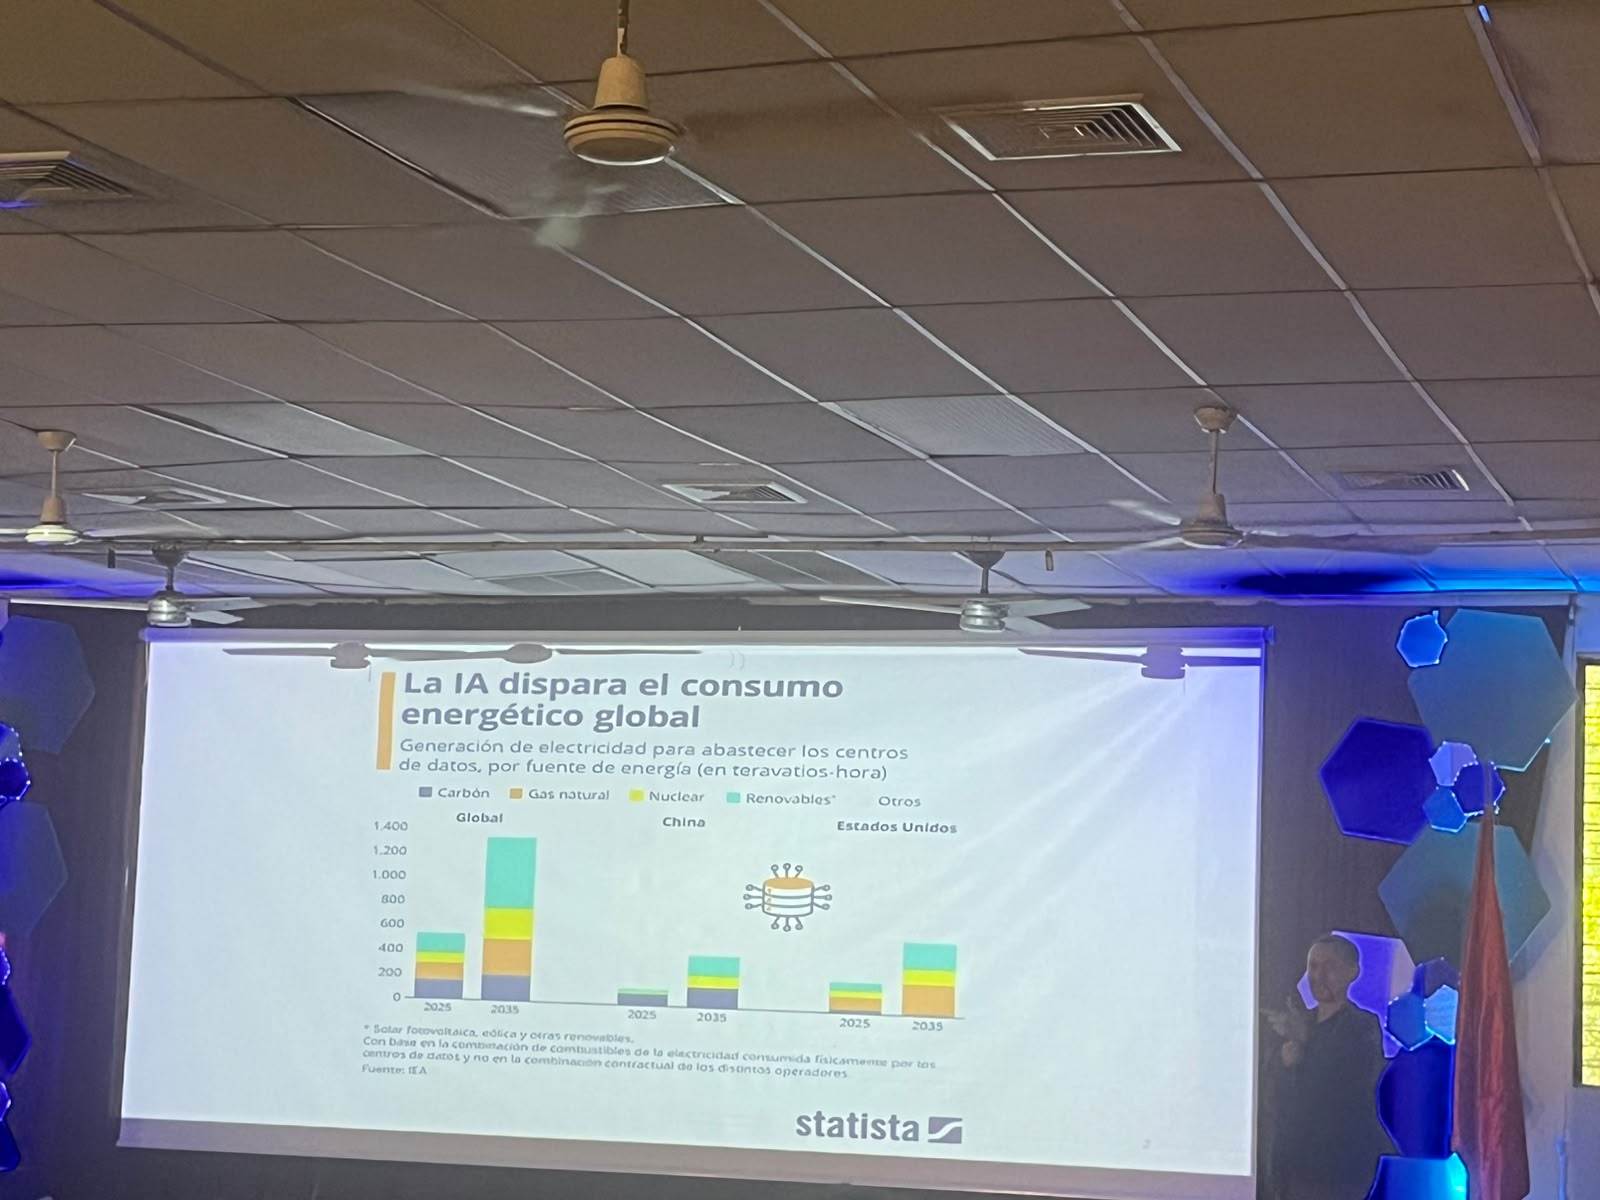 La IA dispara el consumo
energético global
Generación de electricidad para abastecer los centros
de datos, por fuente de energía (en teravatios-hora)
Carbón Gas natural Nuclear Renovables* Otros
Global China Estados Unidos
1.400
1.200
1.000
800
600
400
200
0
2025 2035 2025 2035 2025 2035
* Solar fotovoltaica, eólica y otras renovables.
Con base en la combinación de combustibles de la electricidad consumida físicamente por los
centros de datos y no en la combinación contractual de los distintos operadores.
Fuente: IEA
statista
2